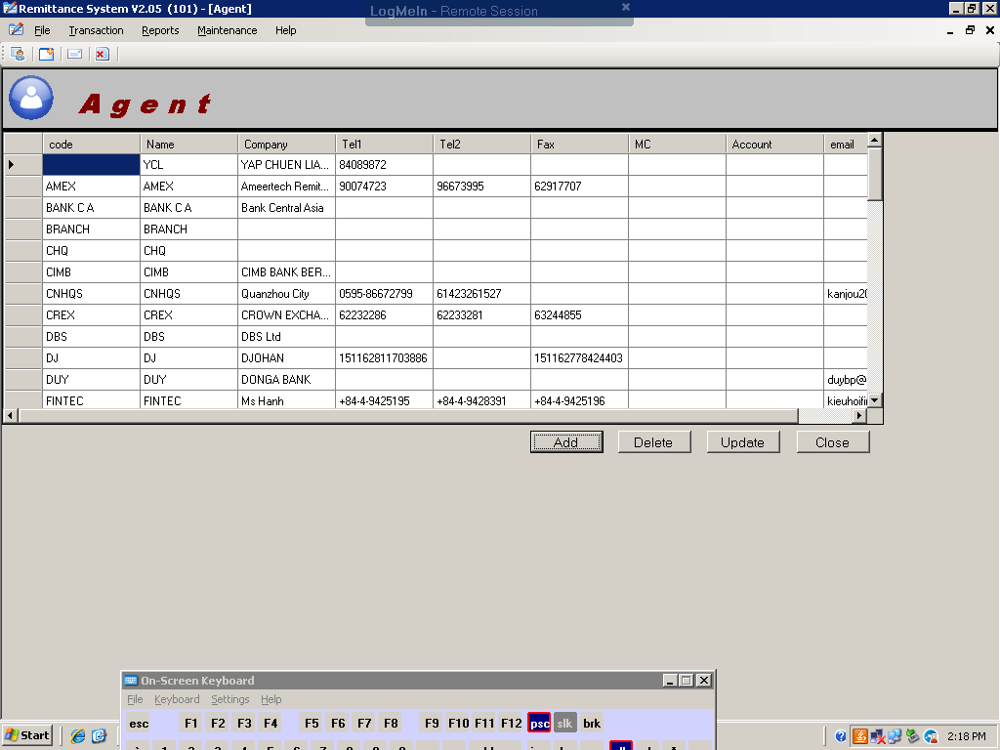 Remittance System V2.05 (101) - [Agent]
LogMeIn - Remote Session
File Transaction Reports Maintenance Help
Agent
code Name Company Tel1 Tel2 Fax MC Account email
YCL YAP CHUEN LIA... 84089872
AMEX AMEX Ameertech Remit... 90074723 96673995 62917707
BANK C A BANK C A Bank Central Asia
BRANCH BRANCH
CHQ CHQ
CIMB CIMB CIMB BANK BER...
CNHQS CNHQS Quanzhou City 0595-86672799 61423261527 kanjou20
CREX CREX CROWN EXCHA... 62232286 62233281 63244855
DBS DBS DBS Ltd
DJ DJ DJOHAN 151162811703886 151162778424403
DUY DUY DONGA BANK duybp@
FINTEC FINTEC Ms Hanh +84-4-9425195 +84-4-9428391 +84-4-9425196 kieuhoifi
Add Delete Update Close
On-Screen Keyboard
File Keyboard Settings Help
esc F1 F2 F3 F4 F5 F6 F7 F8 F9 F10 F11 F12 psc slk brk
Start 2:18 PM